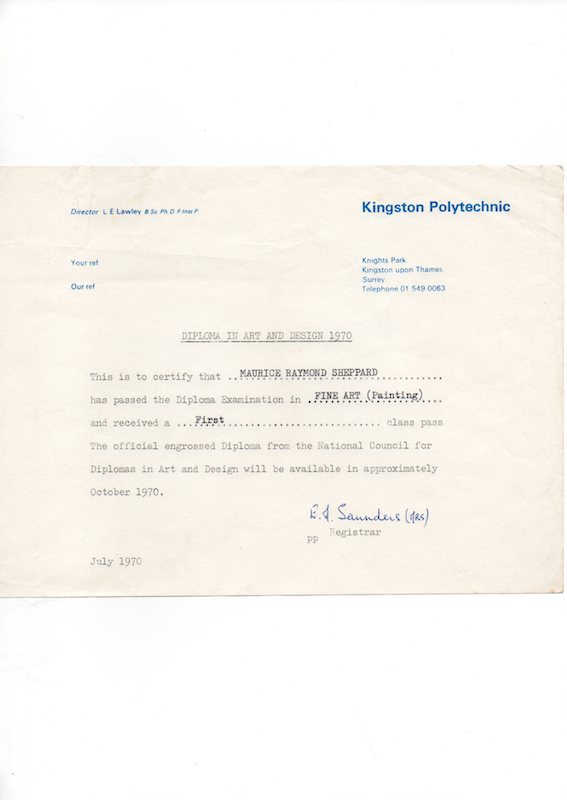 Director: L E Lawley B Sc Ph D F Inst P
Kingston Polytechnic
Your ref
Our ref
Knights Park
Kingston upon Thames
Surrey
Telephone 01 549 0063
DIPLOMA IN ART AND DESIGN 1970
This is to certify that ..MAURICE RAYMOND SHEPPARD..........
has passed the Diploma Examination in ..FINE ART (Painting)...
and received a ...First............................ class pass
The official engrossed Diploma from the National Council for
Diplomas in Art and Design will be available in approximately
October 1970.
E.J. Saunders (MRS)
pp Registrar
July 1970